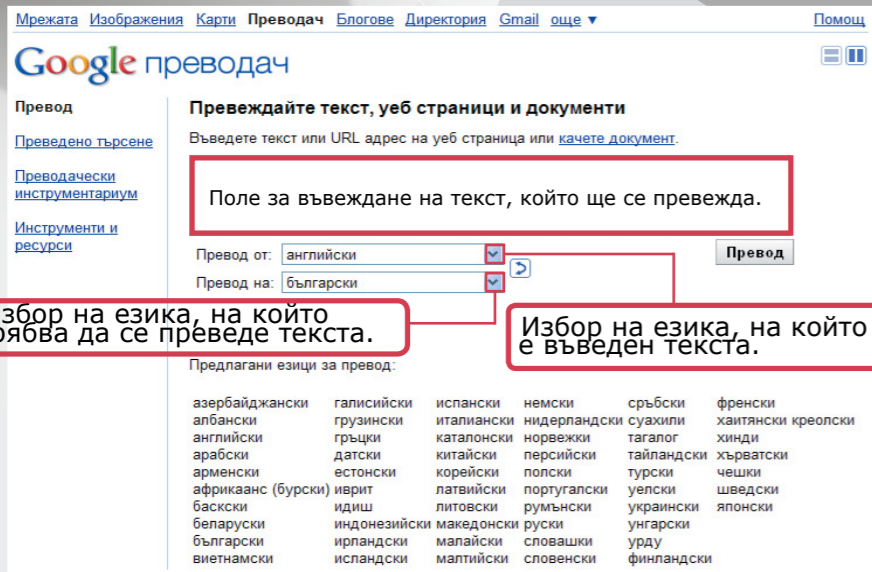 Мрежата Изображения Карти Преводач Блогове Директория Gmail още ▼ Помощ
Google преводач
Превод
Преведено търсене
Преводачески
инструментариум
Инструменти и
ресурси
Превеждайте текст, уеб страници и документи
Въведете текст или URL адрес на уеб страница или качете документ.
Поле за въвеждане на текст, който ще се превежда.
Превод от: английски
Превод на: български
Превод
збор на езика, на който
рябва да се преведе текста.
Избор на езика, на който
е въведен текста.
Предлагани езици за превод:
азербайджански галисийски испански немски сръбски френски
албански грузински италиански нидерландски суахили хаитянски креолски
английски гръцки каталонски норвежки тагалог хинди
арабски датски китайски персийски тайландски хърватски
арменски естонски корейски полски турски чешки
африкаанс (бурски) иврит латвийски португалски уелски шведски
баскски идиш литовски румънски украински японски
беларуски индонезийски македонски руски унгарски
български ирландски малайски словашки урду
виетнамски исландски малтийски словенски финландски